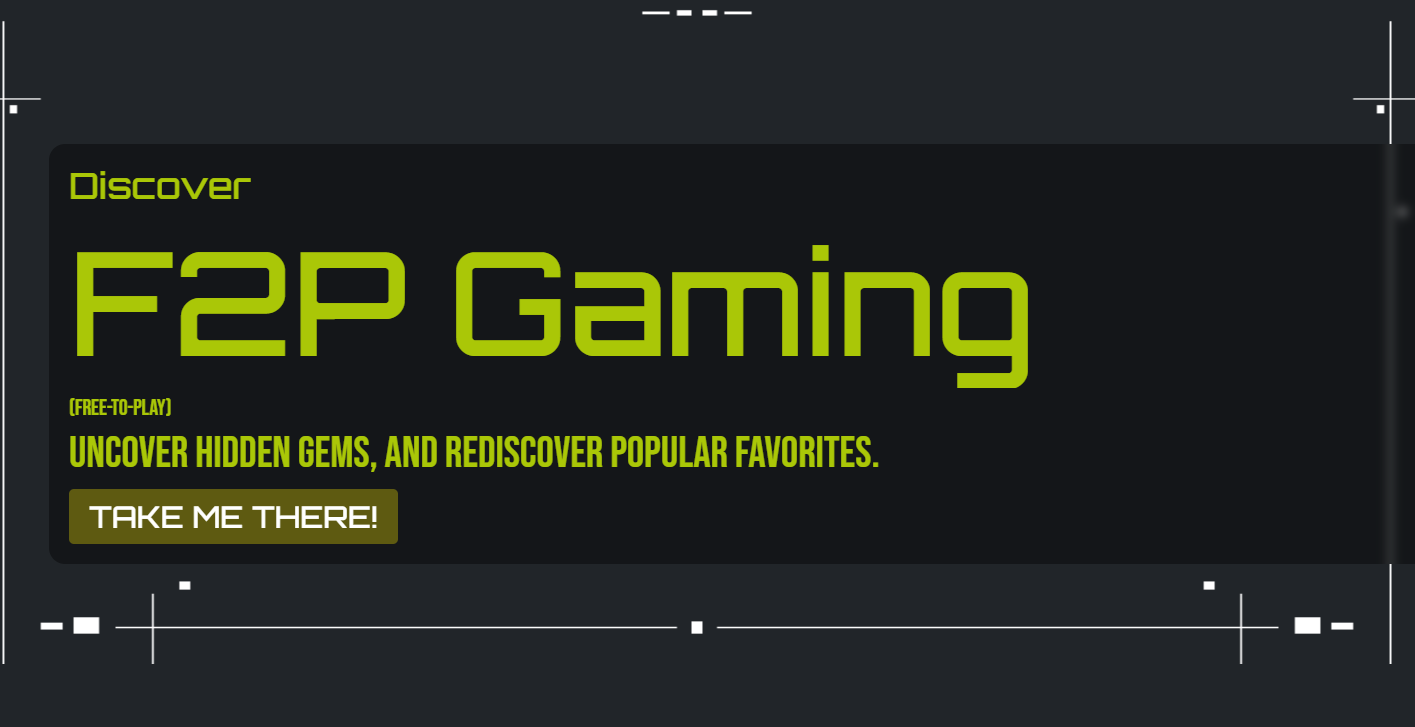 Discover
F2P Gaming
(FREE-TO-PLAY)
UNCOVER HIDDEN GEMS, AND REDISCOVER POPULAR FAVORITES.
TAKE ME THERE!